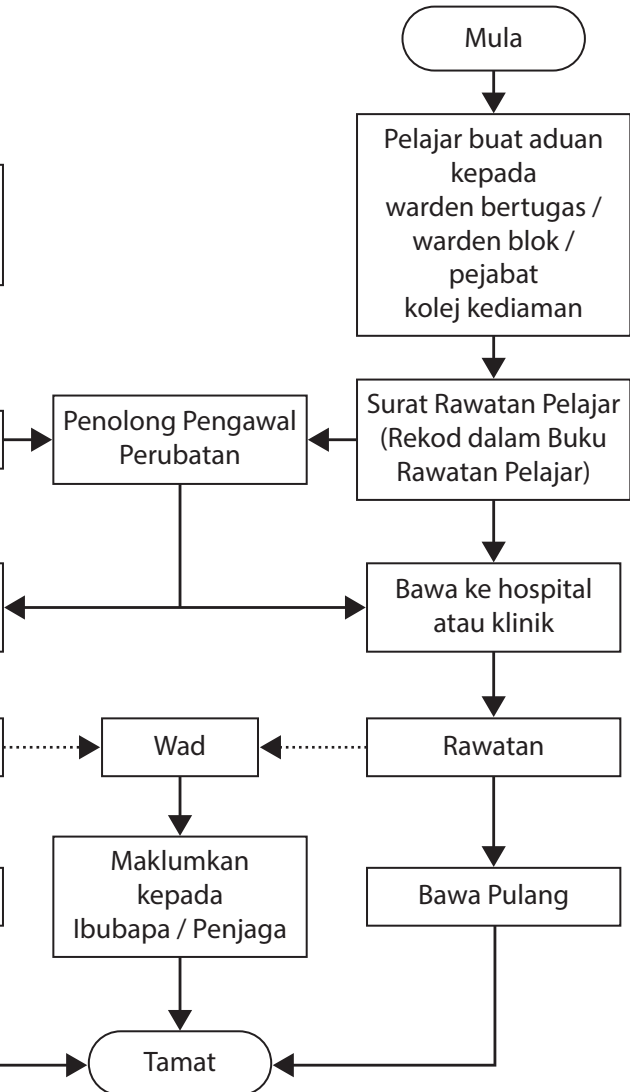 Mula
Pelajar buat aduan
kepada
warden bertugas /
warden blok /
pejabat
kolej kediaman
Penolong Pengawal
Perubatan
Surat Rawatan Pelajar
(Rekod dalam Buku
Rawatan Pelajar)
Bawa ke hospital
atau klinik
Wad
Rawatan
Maklumkan
kepada
Ibubapa / Penjaga
Bawa Pulang
Tamat